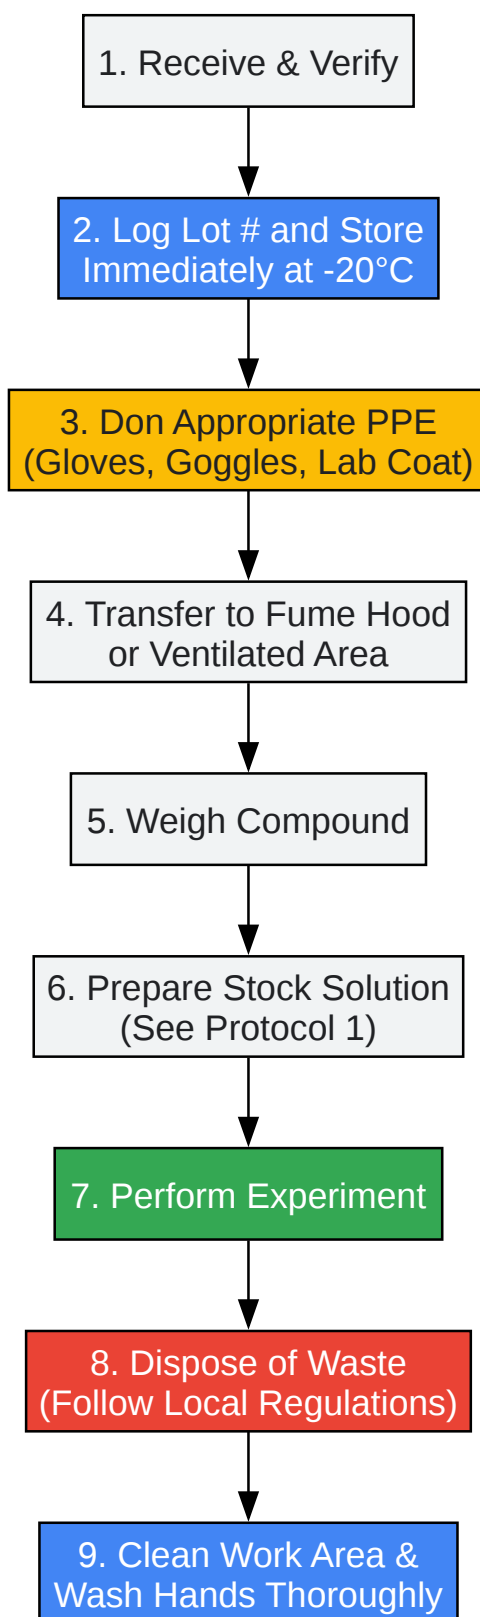 1. Receive & Verify
2. Log Lot # and Store
Immediately at -20°C
3. Don Appropriate PPE
(Gloves, Goggles, Lab Coat)
4. Transfer to Fume Hood
or Ventilated Area
5. Weigh Compound
6. Prepare Stock Solution
(See Protocol 1)
7. Perform Experiment
8. Dispose of Waste
(Follow Local Regulations)
9. Clean Work Area &
Wash Hands Thoroughly